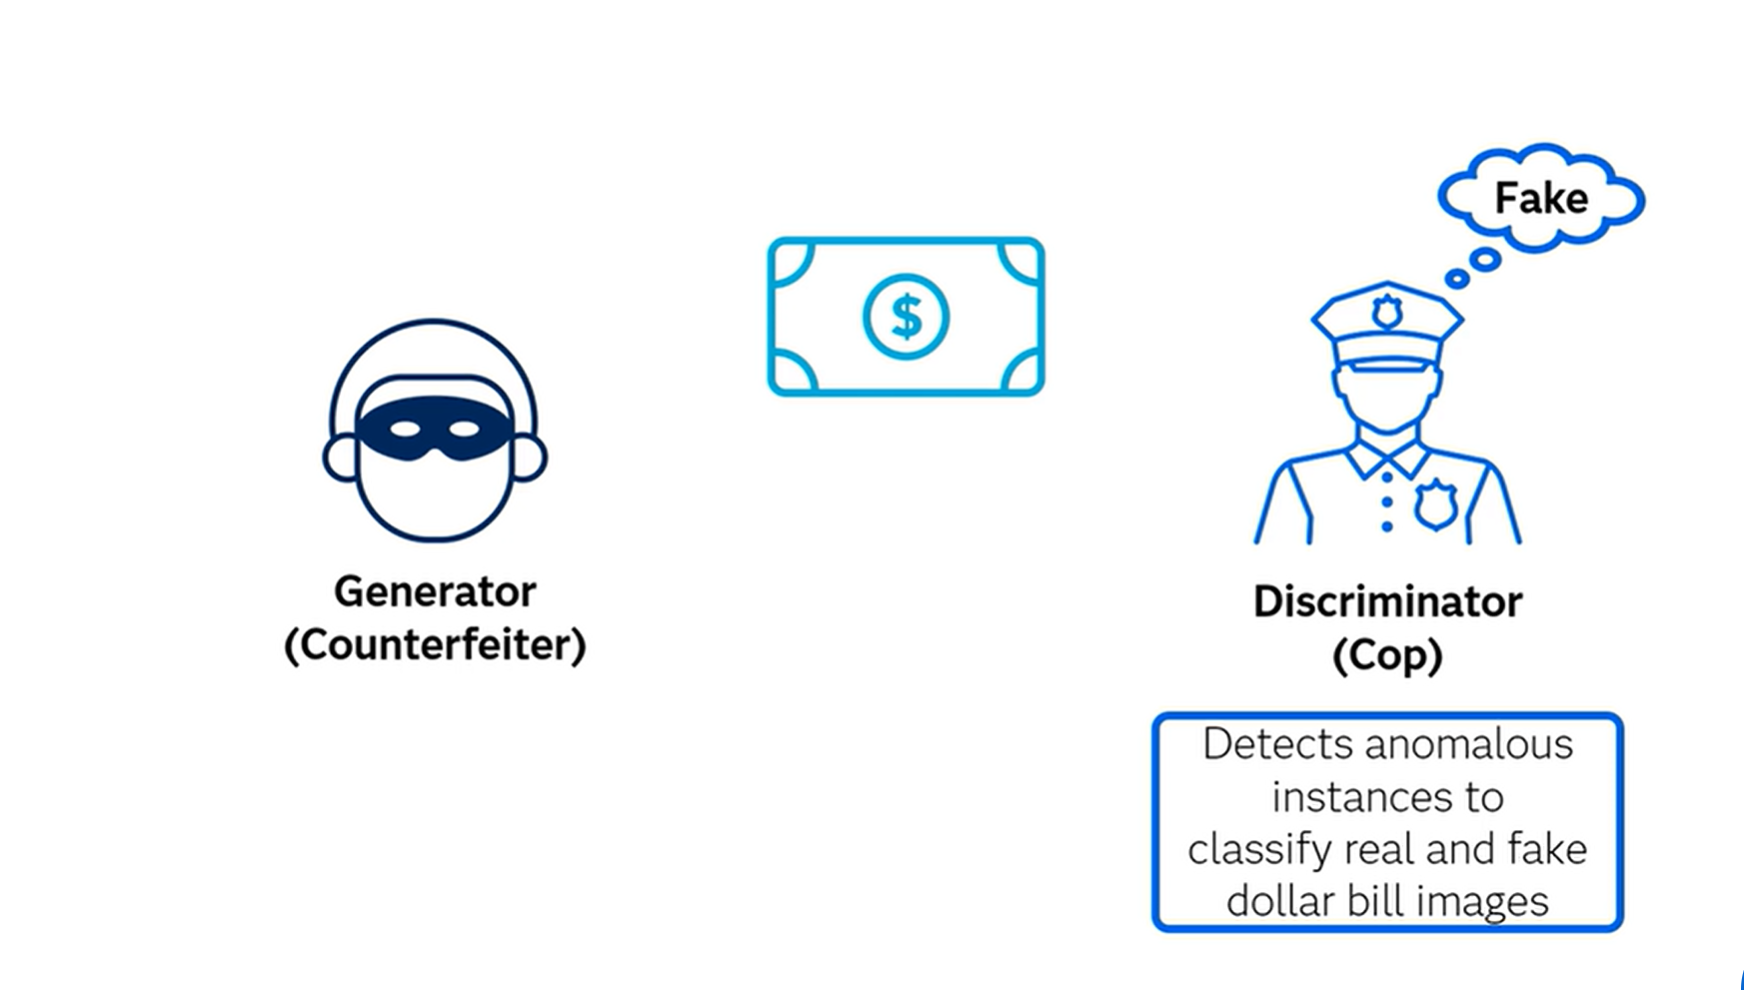 Fake
$
Generator
(Counterfeiter)
Discriminator
(Cop)
Detects anomalous
instances to
classify real and fake
dollar bill images